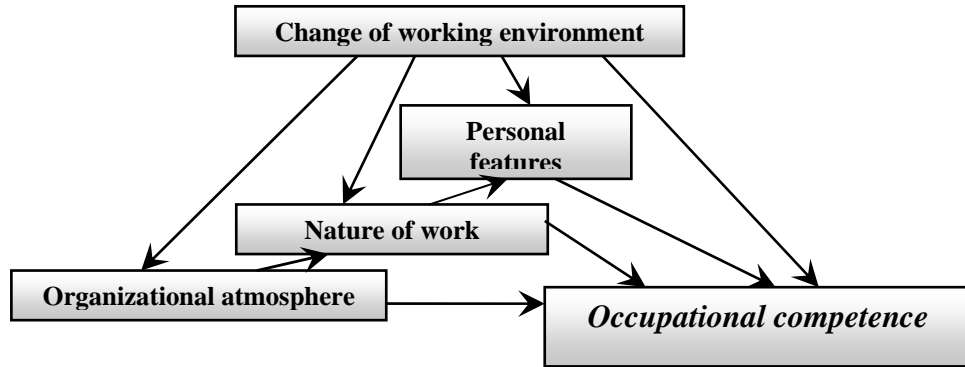 Change of working environment
Personal
features
Nature of work
Organizational atmosphere
Occupational competence